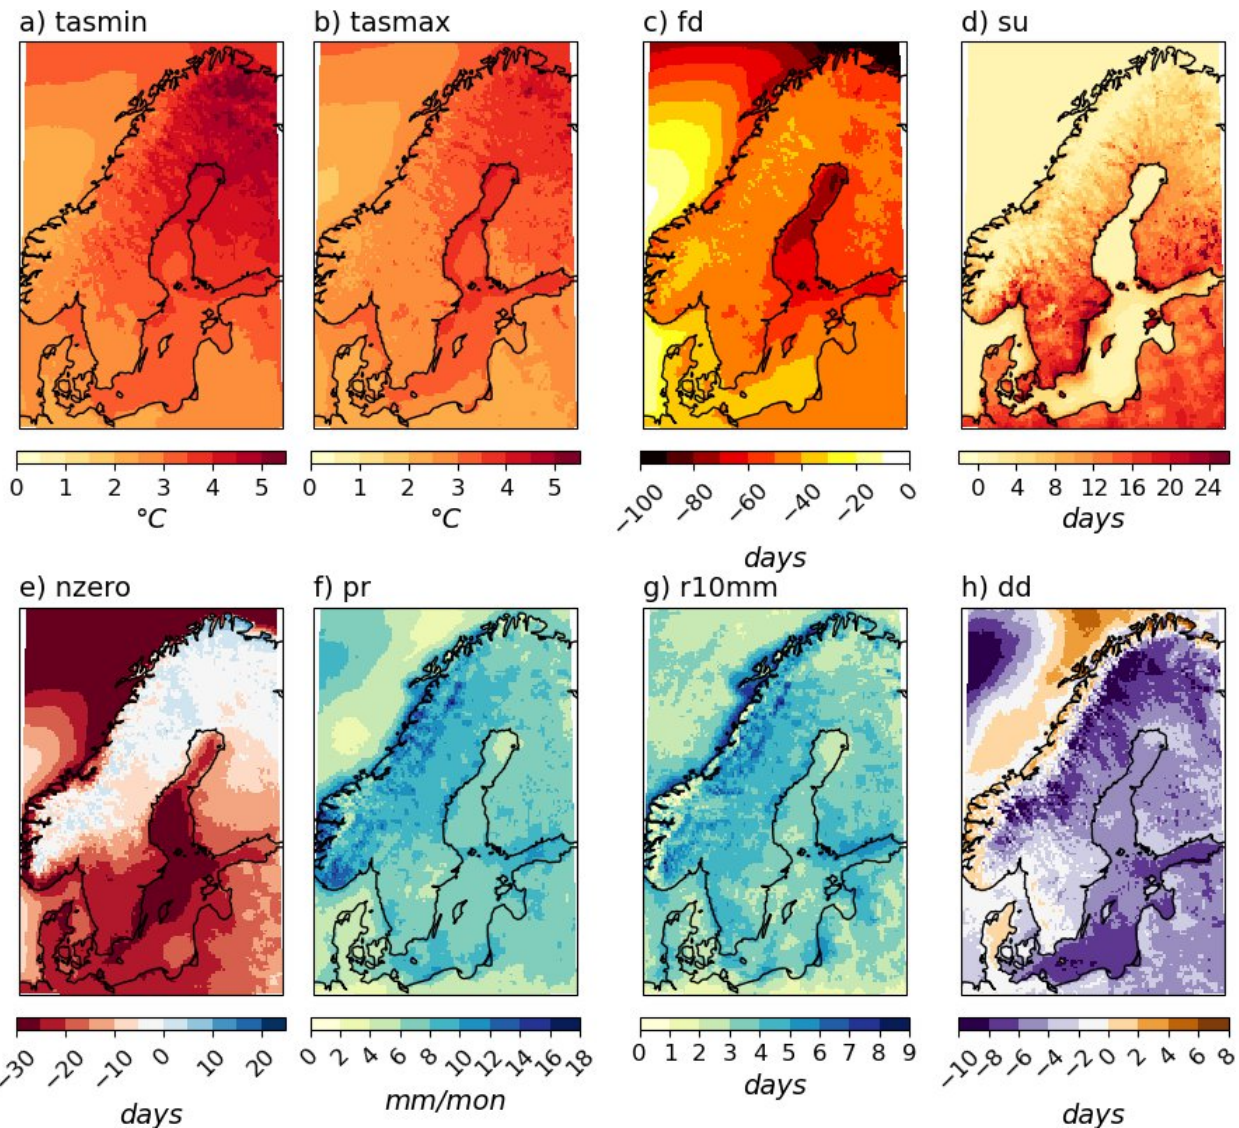 a) tasmin b) tasmax c) fd d) su
0 1 2 3 4 5 0 1 2 3 4 5 −100 −80 −60 −40 −20 0 0 4 8 12 16 20 24
°C °C days days
e) nzero f) pr g) r10mm h) dd
−30 −20 −10 0 10 20 0 2 4 6 8 10 12 14 16 18 0 1 2 3 4 5 6 7 8 9 −10 −8 −6 −4 −2 0 2 4 6 8
days mm/mon days days